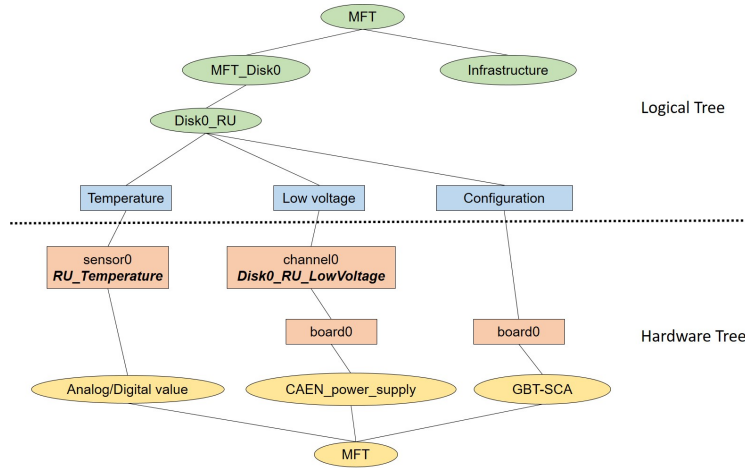 MFT
MFT_Disk0
Infrastructure
Logical Tree
Disk0_RU
Temperature
Low voltage
Configuration
sensor0
RU_Temperature
channel0
Disk0_RU_LowVoltage
board0
board0
Hardware Tree
Analog/Digital value
CAEN_power_supply
GBT-SCA
MFT